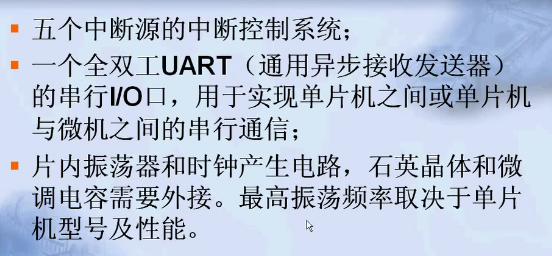 ▪ 五个中断源的中断控制系统；
▪ 一个全双工UART（通用异步接收发送器）
的串行I/O口，用于实现单片机之间或单片机
与微机之间的串行通信；
▪ 片内振荡器和时钟产生电路，石英晶体和微
调电容需要外接。最高振荡频率取决于单片
机型号及性能。